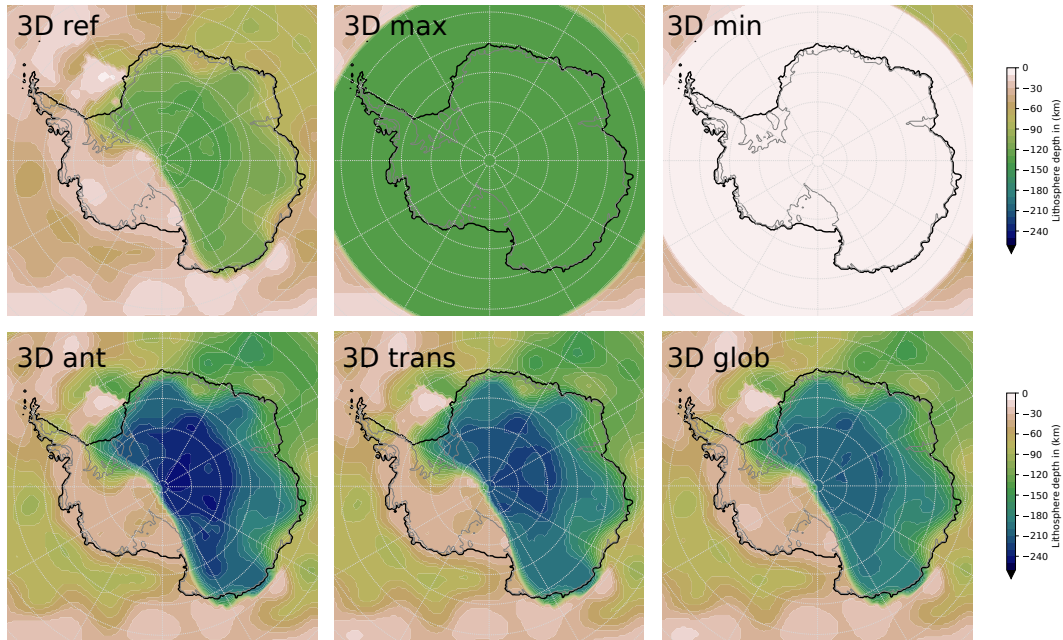 3D ref
3D max
3D min
0
−30
−60
−90
−120
−150
−180
−210
−240
Lithosphere depth in (km)
3D ant
3D trans
3D glob
0
−30
−60
−90
−120
−150
−180
−210
−240
Lithosphere depth in (km)